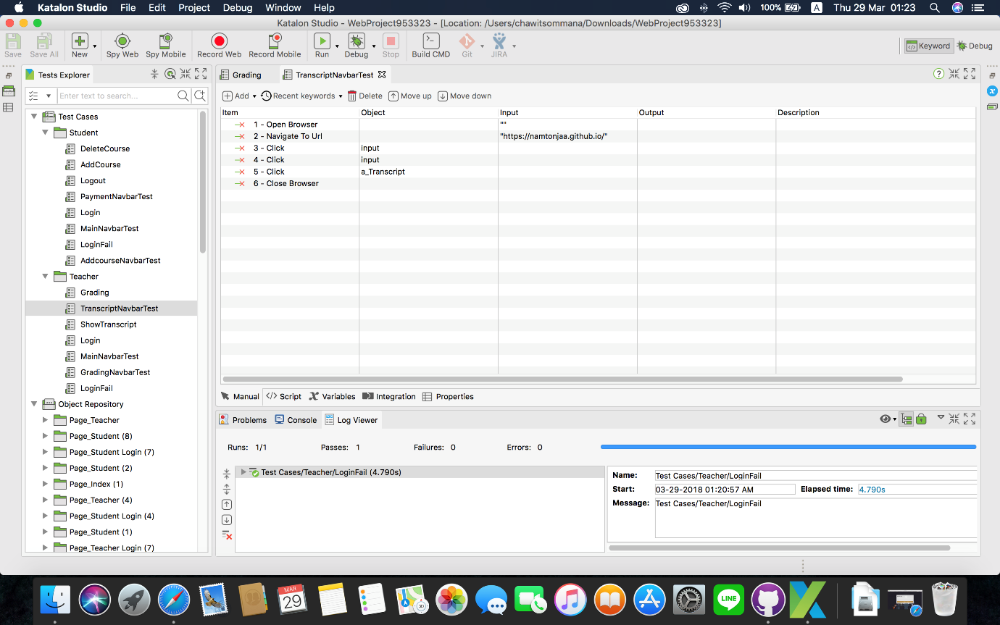 Katalon Studio File Edit Project Debug Window Help 100% A Thu 29 Mar 01:23
Katalon Studio - WebProject953323 - [Location: /Users/chawitsommana/Downloads/WebProject953323]
Save Save All New Spy Web Spy Mobile Record Web Record Mobile Run Debug Stop Build CMD Git JIRA Keyword Debug
Tests Explorer
Enter text to search...
Test Cases
Student
DeleteCourse
AddCourse
Logout
PaymentNavbarTest
Login
MainNavbarTest
LoginFail
AddcourseNavbarTest
Teacher
Grading
TranscriptNavbarTest
ShowTranscript
Login
MainNavbarTest
GradingNavbarTest
LoginFail
Object Repository
Page_Teacher
Page_Student (8)
Page_Student Login (7)
Page_Student (2)
Page_Index (1)
Page_Teacher (4)
Page_Student Login (4)
Page_Student (1)
Page_Teacher Login (7)
Grading TranscriptNavbarTest
Add Recent keywords Delete Move up Move down
Item Object Input Output Description
1 - Open Browser ""
2 - Navigate To Url "https://namtonjaa.github.io/"
3 - Click input
4 - Click input
5 - Click a_Transcript
6 - Close Browser
Manual Script Variables Integration Properties
Problems Console Log Viewer
Runs: 1/1 Passes: 1 Failures: 0 Errors: 0
Test Cases/Teacher/LoginFail (4.790s)
Name: Test Cases/Teacher/LoginFail
Start: 03-29-2018 01:20:57 AM Elapsed time: 4.790s
Message: Test Cases/Teacher/LoginFail
MAR
29
3D
LINE